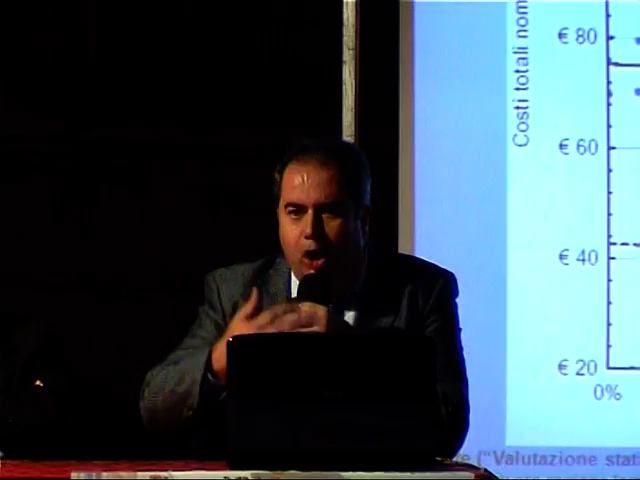 Costi totali nom
€ 80
€ 60
€ 40
€ 20
0%
("Valutazione stat